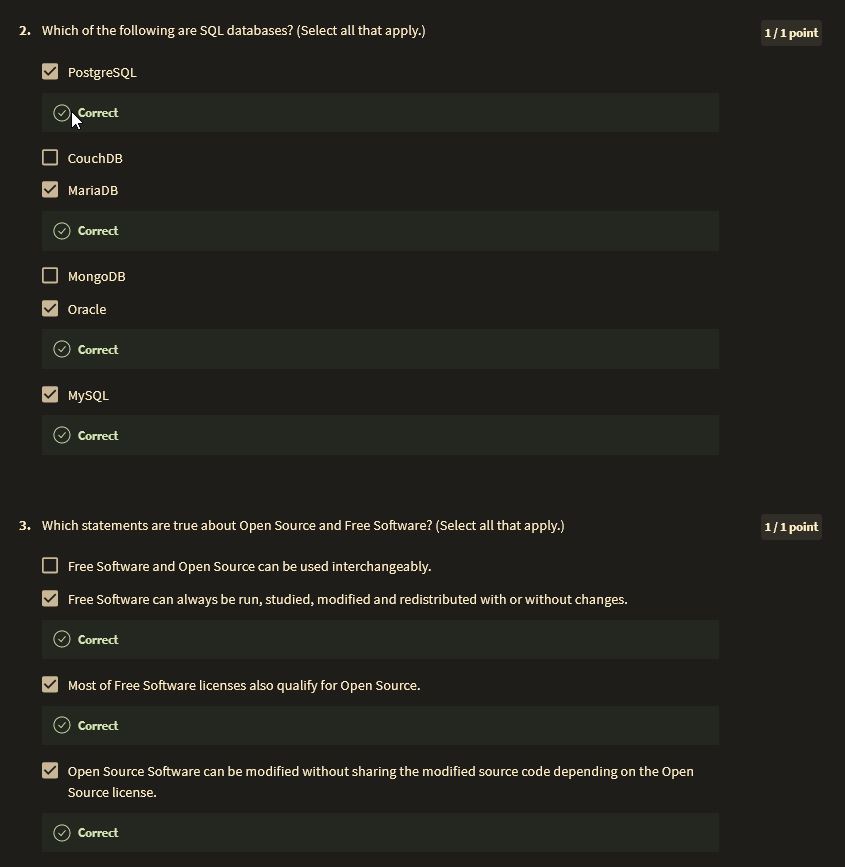 2. Which of the following are SQL databases? (Select all that apply.)
1 / 1 point
PostgreSQL
Correct
CouchDB
MariaDB
Correct
MongoDB
Oracle
Correct
MySQL
Correct
3. Which statements are true about Open Source and Free Software? (Select all that apply.)
1 / 1 point
Free Software and Open Source can be used interchangeably.
Free Software can always be run, studied, modified and redistributed with or without changes.
Correct
Most of Free Software licenses also qualify for Open Source.
Correct
Open Source Software can be modified without sharing the modified source code depending on the Open
Source license.
Correct